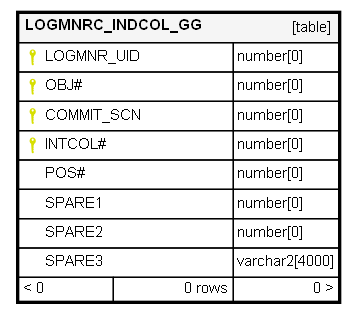 LOGMNRC_INDCOL_GG [table]
LOGMNR_UID number[0]
OBJ# number[0]
COMMIT_SCN number[0]
INTCOL# number[0]
POS# number[0]
SPARE1 number[0]
SPARE2 number[0]
SPARE3 varchar2[4000]
< 0 0 rows 0 >